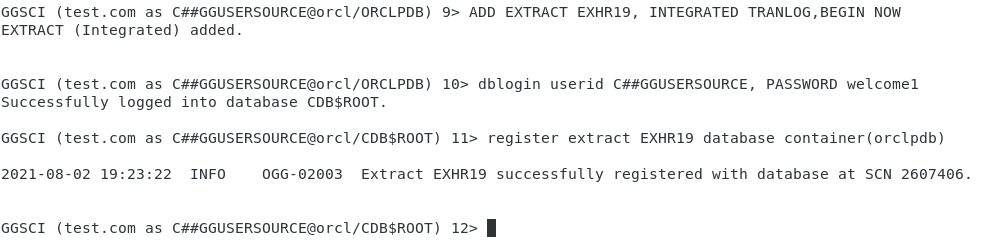 GGSCI (test.com as C##GGUSERSOURCE@orcl/ORCLPDB) 9> ADD EXTRACT EXHR19, INTEGRATED TRANLOG,BEGIN NOW
EXTRACT (Integrated) added.
GGSCI (test.com as C##GGUSERSOURCE@orcl/ORCLPDB) 10> dblogin userid C##GGUSERSOURCE, PASSWORD welcome1
Successfully logged into database CDB$ROOT.
GGSCI (test.com as C##GGUSERSOURCE@orcl/CDB$ROOT) 11> register extract EXHR19 database container(orclpdb)
2021-08-02 19:23:22  INFO    OGG-02003  Extract EXHR19 successfully registered with database at SCN 2607406.
GGSCI (test.com as C##GGUSERSOURCE@orcl/CDB$ROOT) 12>